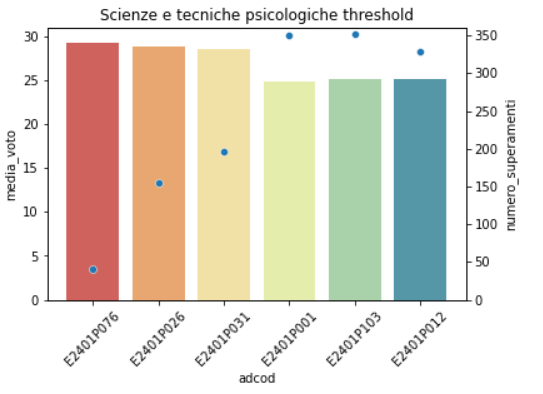 Scienze e tecniche psicologiche threshold
30
25
20
15
10
5
0
media_voto
350
300
250
200
150
100
50
0
numero_superamenti
E2401P076
E2401P026
E2401P031
E2401P001
E2401P103
E2401P012
adcod